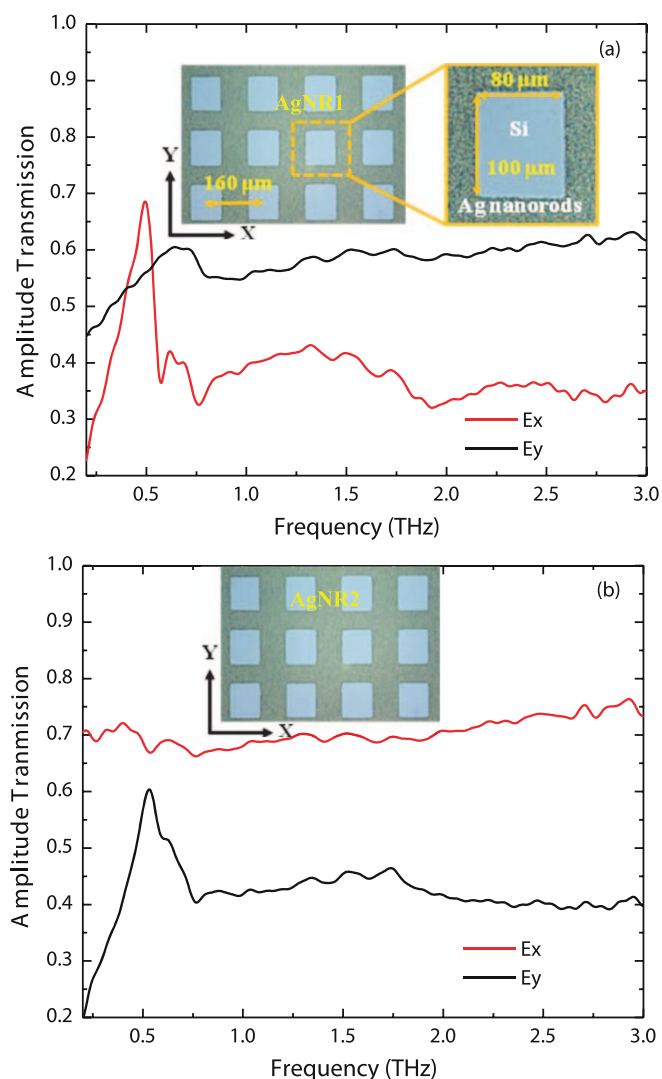 (a)
1.0
0.9
0.8
0.7
0.6
0.5
0.4
0.3
0.2
Amplitude Transmission
AgNR1
Y
160 μm
X
80 μm
Si
100 μm
Ag nanorods
Ex
Ey
0.5 1.0 1.5 2.0 2.5 3.0
Frequency (THz)
(b)
1.0
0.9
0.8
0.7
0.6
0.5
0.4
0.3
0.2
Amplitude Tranmission
AgNR2
Y
X
Ex
Ey
0.5 1.0 1.5 2.0 2.5 3.0
Frequency (THz)